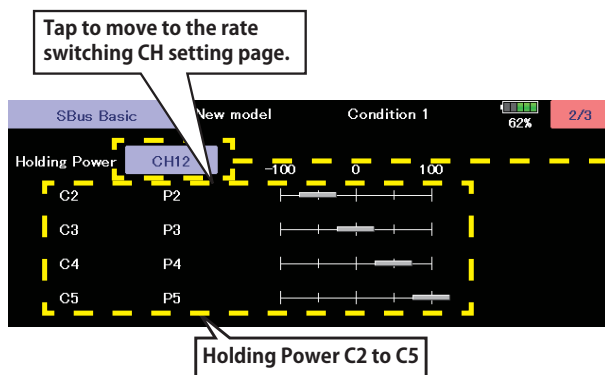 Tap to move to the rate
switching CH setting page.
SBus Basic New model Condition 1 62% 2/3
Holding Power CH12 -100 0 100
C2 P2
C3 P3
C4 P4
C5 P5
Holding Power C2 to C5